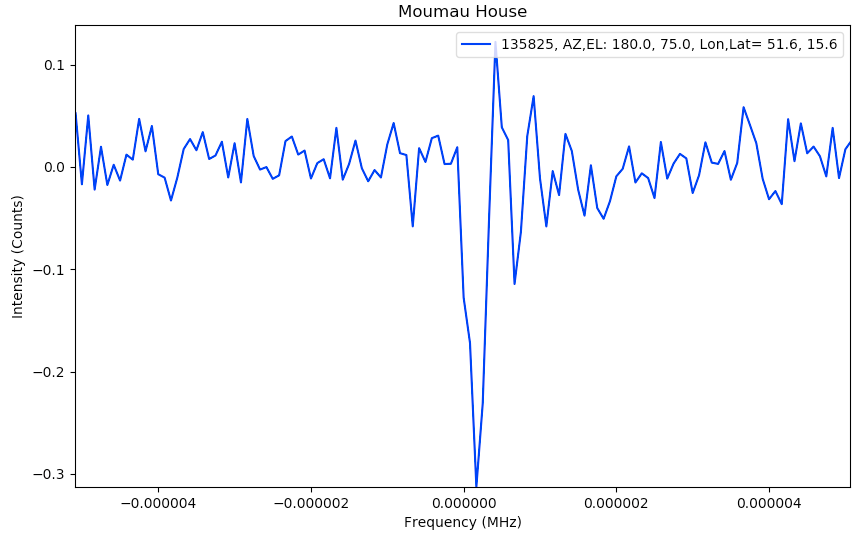 Moumau House
135825, AZ,EL: 180.0, 75.0, Lon,Lat= 51.6, 15.6
0.1
0.0
−0.1
−0.2
−0.3
Intensity (Counts)
−0.000004 −0.000002 0.000000 0.000002 0.000004
Frequency (MHz)